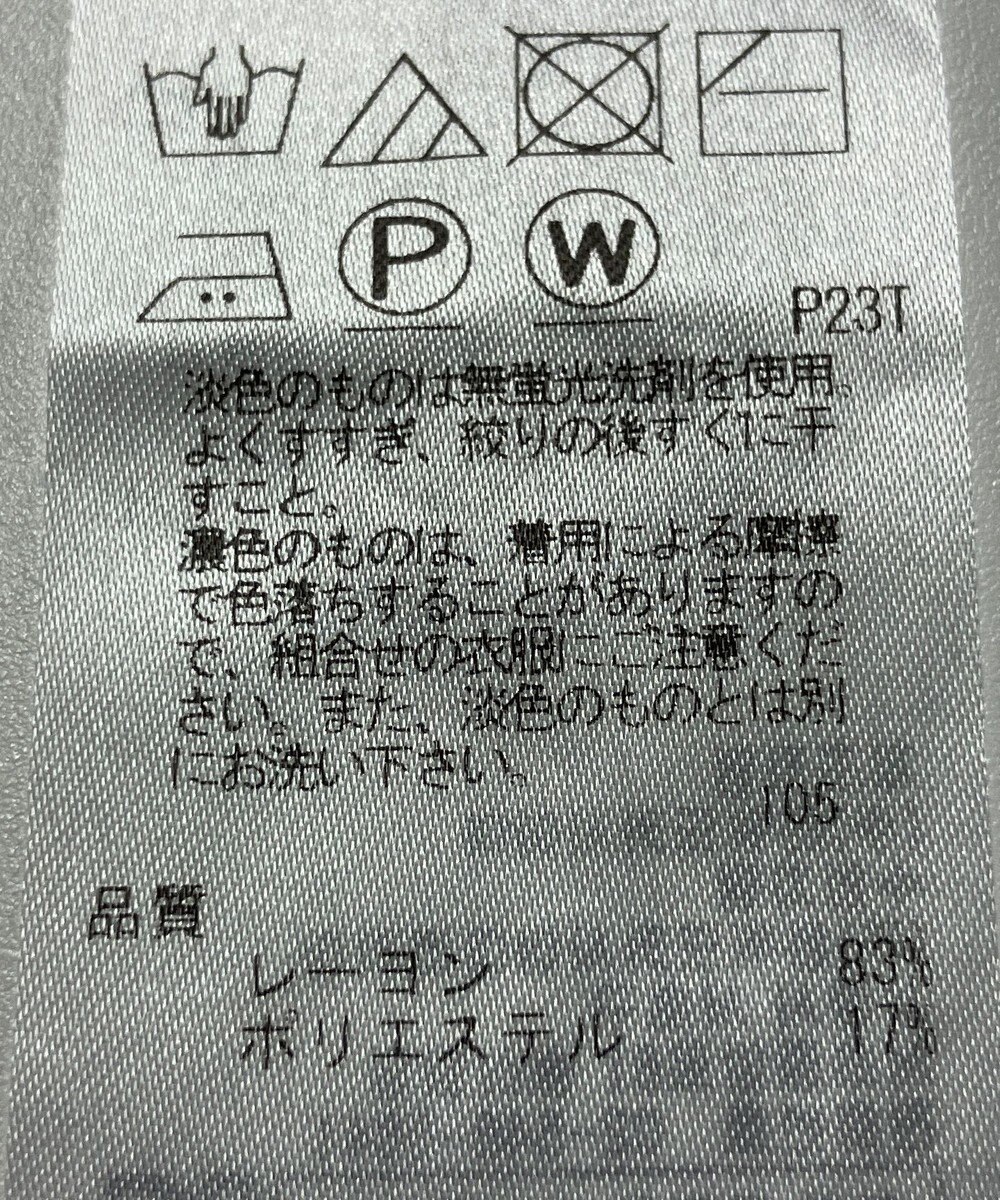 P W
P23T
淡色のものは無蛍光洗剤を使用。
よくすすぎ、絞りの後すぐに干
すこと。
濃色のものは、着用による摩擦
で色落ちすることがありますの
で、組合せの衣服にご注意くだ
さい。また、淡色のものとは別
にお洗い下さい。
105
品質
レーヨン 83%
ポリエステル 17%